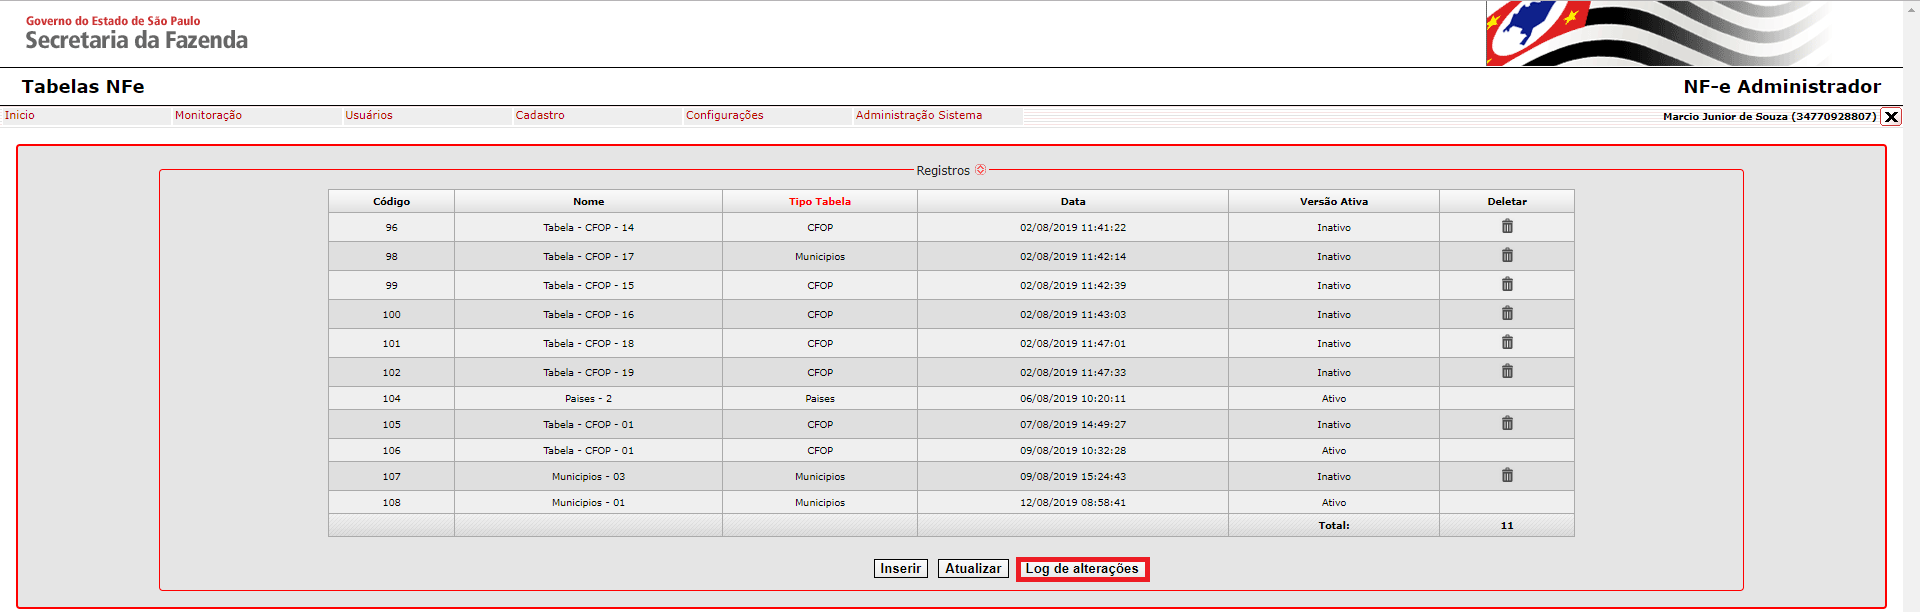 Governo do Estado de São Paulo
Secretaria da Fazenda
Tabelas NFe
NF-e Administrador
Inicio Monitoração Usuários Cadastro Configurações Administração Sistema
Marcio Junior de Souza (34770928807) X
Registros
Código Nome Tipo Tabela Data Versão Ativa Deletar
96 Tabela - CFOP - 14 CFOP 02/08/2019 11:41:22 Inativo
98 Tabela - CFOP - 17 Municipios 02/08/2019 11:42:14 Inativo
99 Tabela - CFOP - 15 CFOP 02/08/2019 11:42:39 Inativo
100 Tabela - CFOP - 16 CFOP 02/08/2019 11:43:03 Inativo
101 Tabela - CFOP - 18 CFOP 02/08/2019 11:47:01 Inativo
102 Tabela - CFOP - 19 CFOP 02/08/2019 11:47:33 Inativo
104 Paises - 2 Paises 06/08/2019 10:20:11 Ativo
105 Tabela - CFOP - 01 CFOP 07/08/2019 14:49:27 Inativo
106 Tabela - CFOP - 01 CFOP 09/08/2019 10:32:28 Ativo
107 Municipios - 03 Municipios 09/08/2019 15:24:43 Inativo
108 Municipios - 01 Municipios 12/08/2019 08:58:41 Ativo
Total: 11
Inserir Atualizar Log de alterações